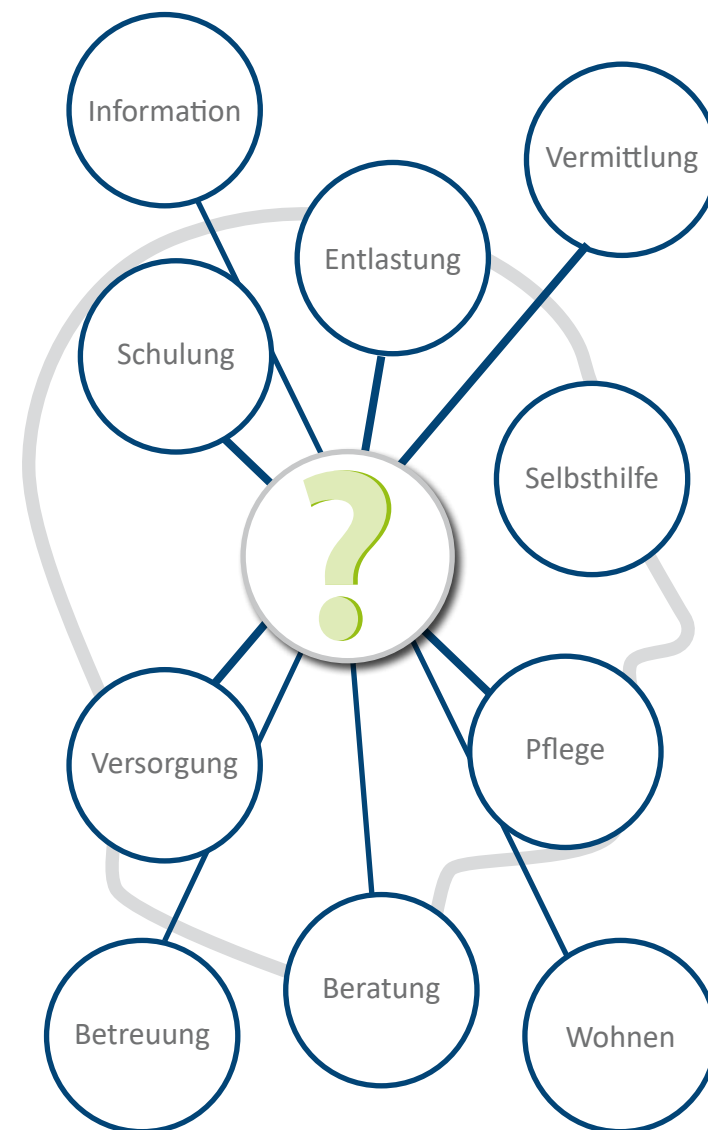 Information
Vermittlung
Entlastung
Schulung
Selbsthilfe
?
Versorgung
Pflege
Beratung
Betreuung
Wohnen